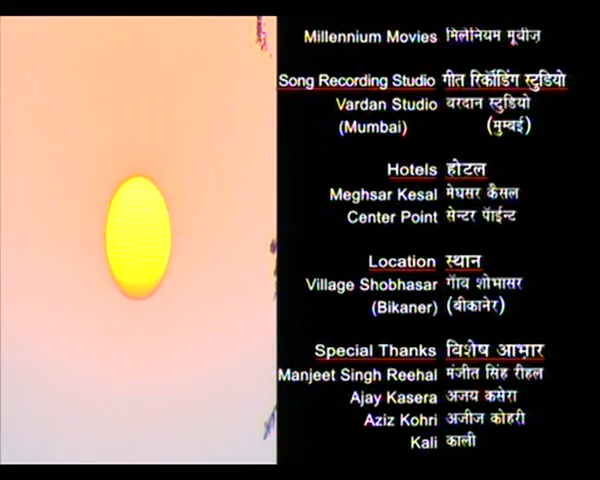 Millennium Movies मिलेनियम मूवीज़
Song Recording Studio गीत रिकॉर्डिंग स्टुडियो
Vardan Studio वरदान स्टुडियो
(Mumbai) (मुम्बई)
Hotels होटल
Meghsar Kesal मेघसर कैसल
Center Point सेन्टर पॅाईन्ट
Location स्थान
Village Shobhasar गॅाव शोभासर
(Bikaner) (बीकानेर)
Special Thanks विशेष आभार
Manjeet Singh Reehal मंजीत सिंह रीहल
Ajay Kasera अजय कसेरा
Aziz Kohri अजीज कोहरी
Kali काली